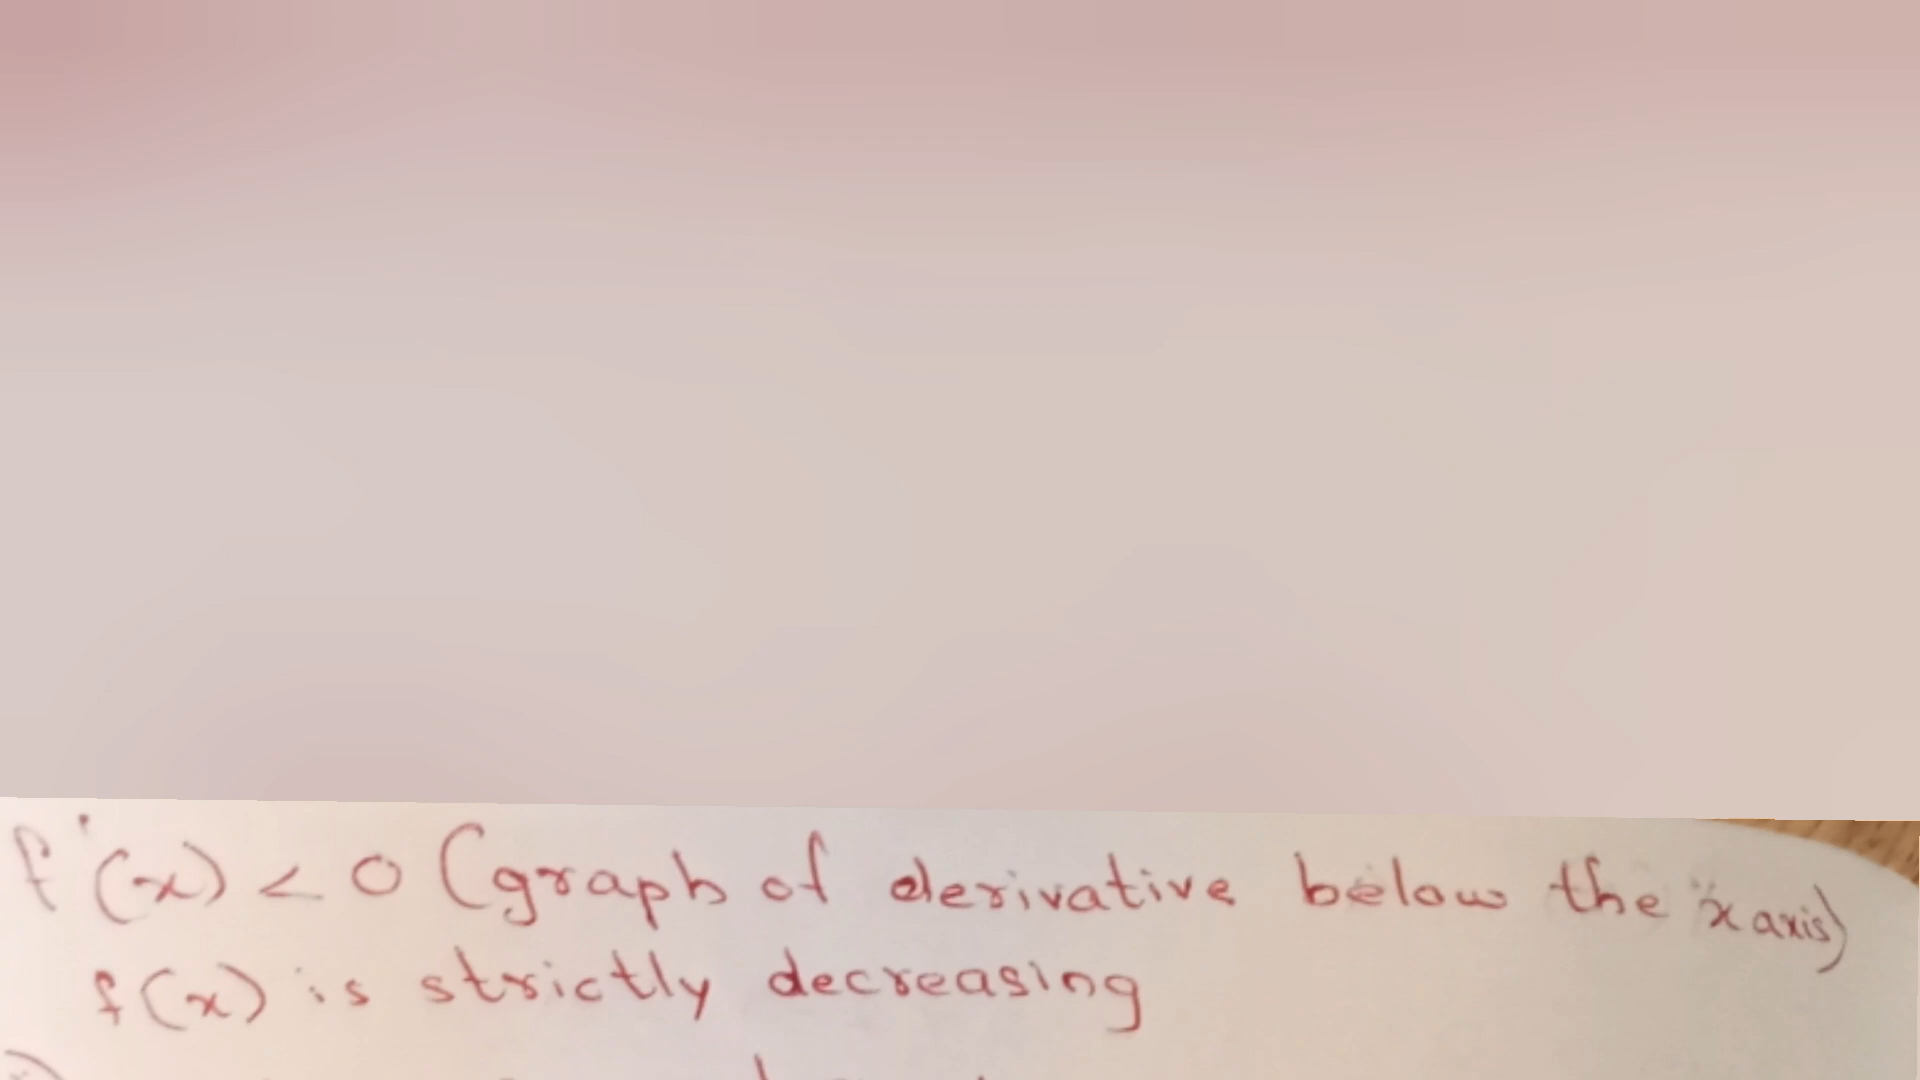 f'(x) < 0 (graph of derivative below the x axis)
f(x) is strictly decreasing